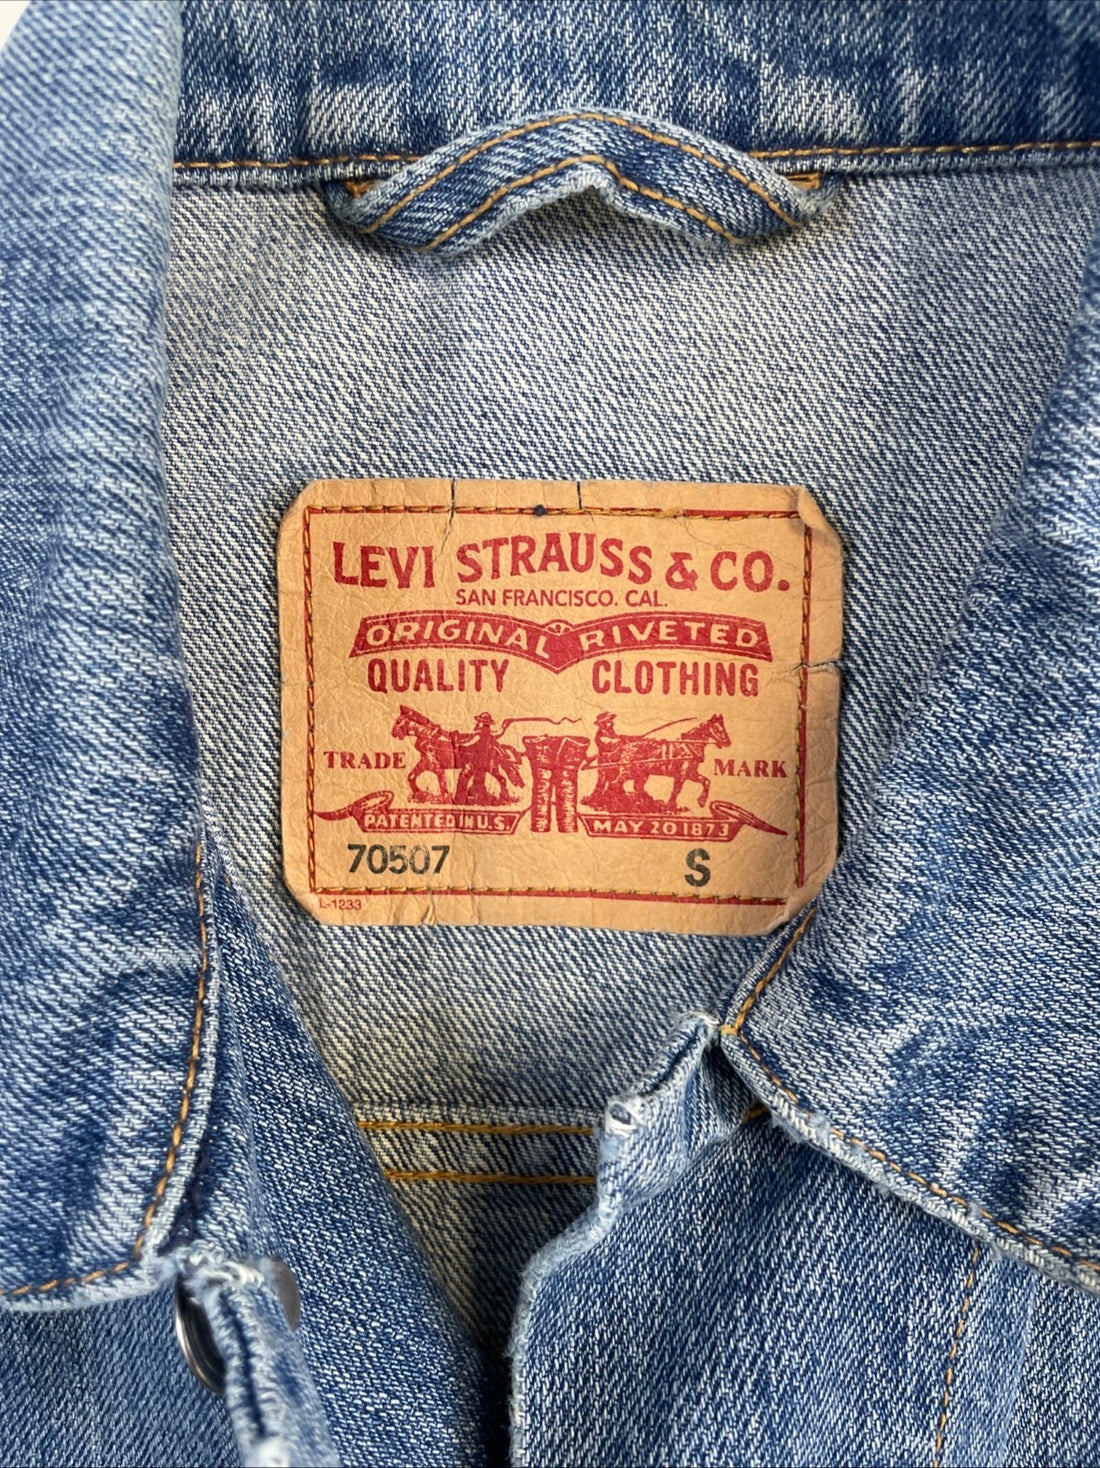 LEVI STRAUSS & CO.
SAN FRANCISCO. CAL.
ORIGINAL RIVETED
QUALITY CLOTHING
TRADE MARK
PATENTED IN U.S. MAY 20 1873
70507 S
L-1233